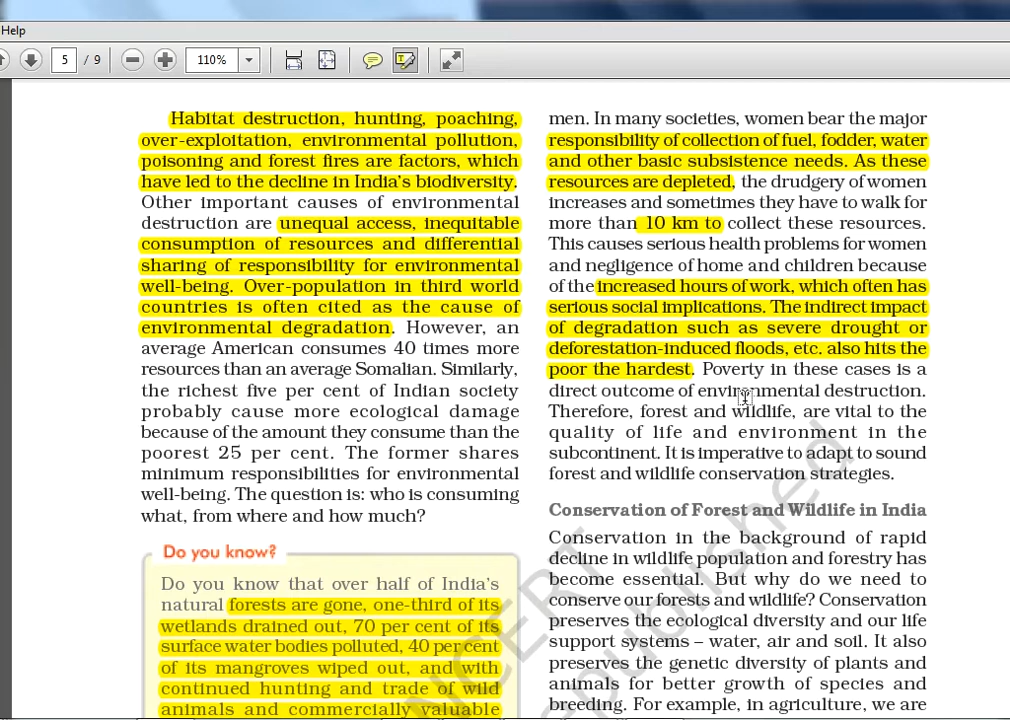 Help
5 / 9
110%
Habitat destruction, hunting, poaching,
over-exploitation, environmental pollution,
poisoning and forest fires are factors, which
have led to the decline in India's biodiversity.
Other important causes of environmental
destruction are unequal access, inequitable
consumption of resources and differential
sharing of responsibility for environmental
well-being. Over-population in third world
countries is often cited as the cause of
environmental degradation. However, an
average American consumes 40 times more
resources than an average Somalian. Similarly,
the richest five per cent of Indian society
probably cause more ecological damage
because of the amount they consume than the
poorest 25 per cent. The former shares
minimum responsibilities for environmental
well-being. The question is: who is consuming
what, from where and how much?
Do you know?
Do you know that over half of India's
natural forests are gone, one-third of its
wetlands drained out, 70 per cent of its
surface water bodies polluted, 40 per cent
of its mangroves wiped out, and with
continued hunting and trade of wild
animals and commercially valuable
men. In many societies, women bear the major
responsibility of collection of fuel, fodder, water
and other basic subsistence needs. As these
resources are depleted, the drudgery of women
increases and sometimes they have to walk for
more than 10 km to collect these resources.
This causes serious health problems for women
and negligence of home and children because
of the increased hours of work, which often has
serious social implications. The indirect impact
of degradation such as severe drought or
deforestation-induced floods, etc. also hits the
poor the hardest. Poverty in these cases is a
direct outcome of environmental destruction.
Therefore, forest and wildlife, are vital to the
quality of life and environment in the
subcontinent. It is imperative to adapt to sound
forest and wildlife conservation strategies.
Conservation of Forest and Wildlife in India
Conservation in the background of rapid
decline in wildlife population and forestry has
become essential. But why do we need to
conserve our forests and wildlife? Conservation
preserves the ecological diversity and our life
support systems – water, air and soil. It also
preserves the genetic diversity of plants and
animals for better growth of species and
breeding. For example, in agriculture, we are
NCERT
republished